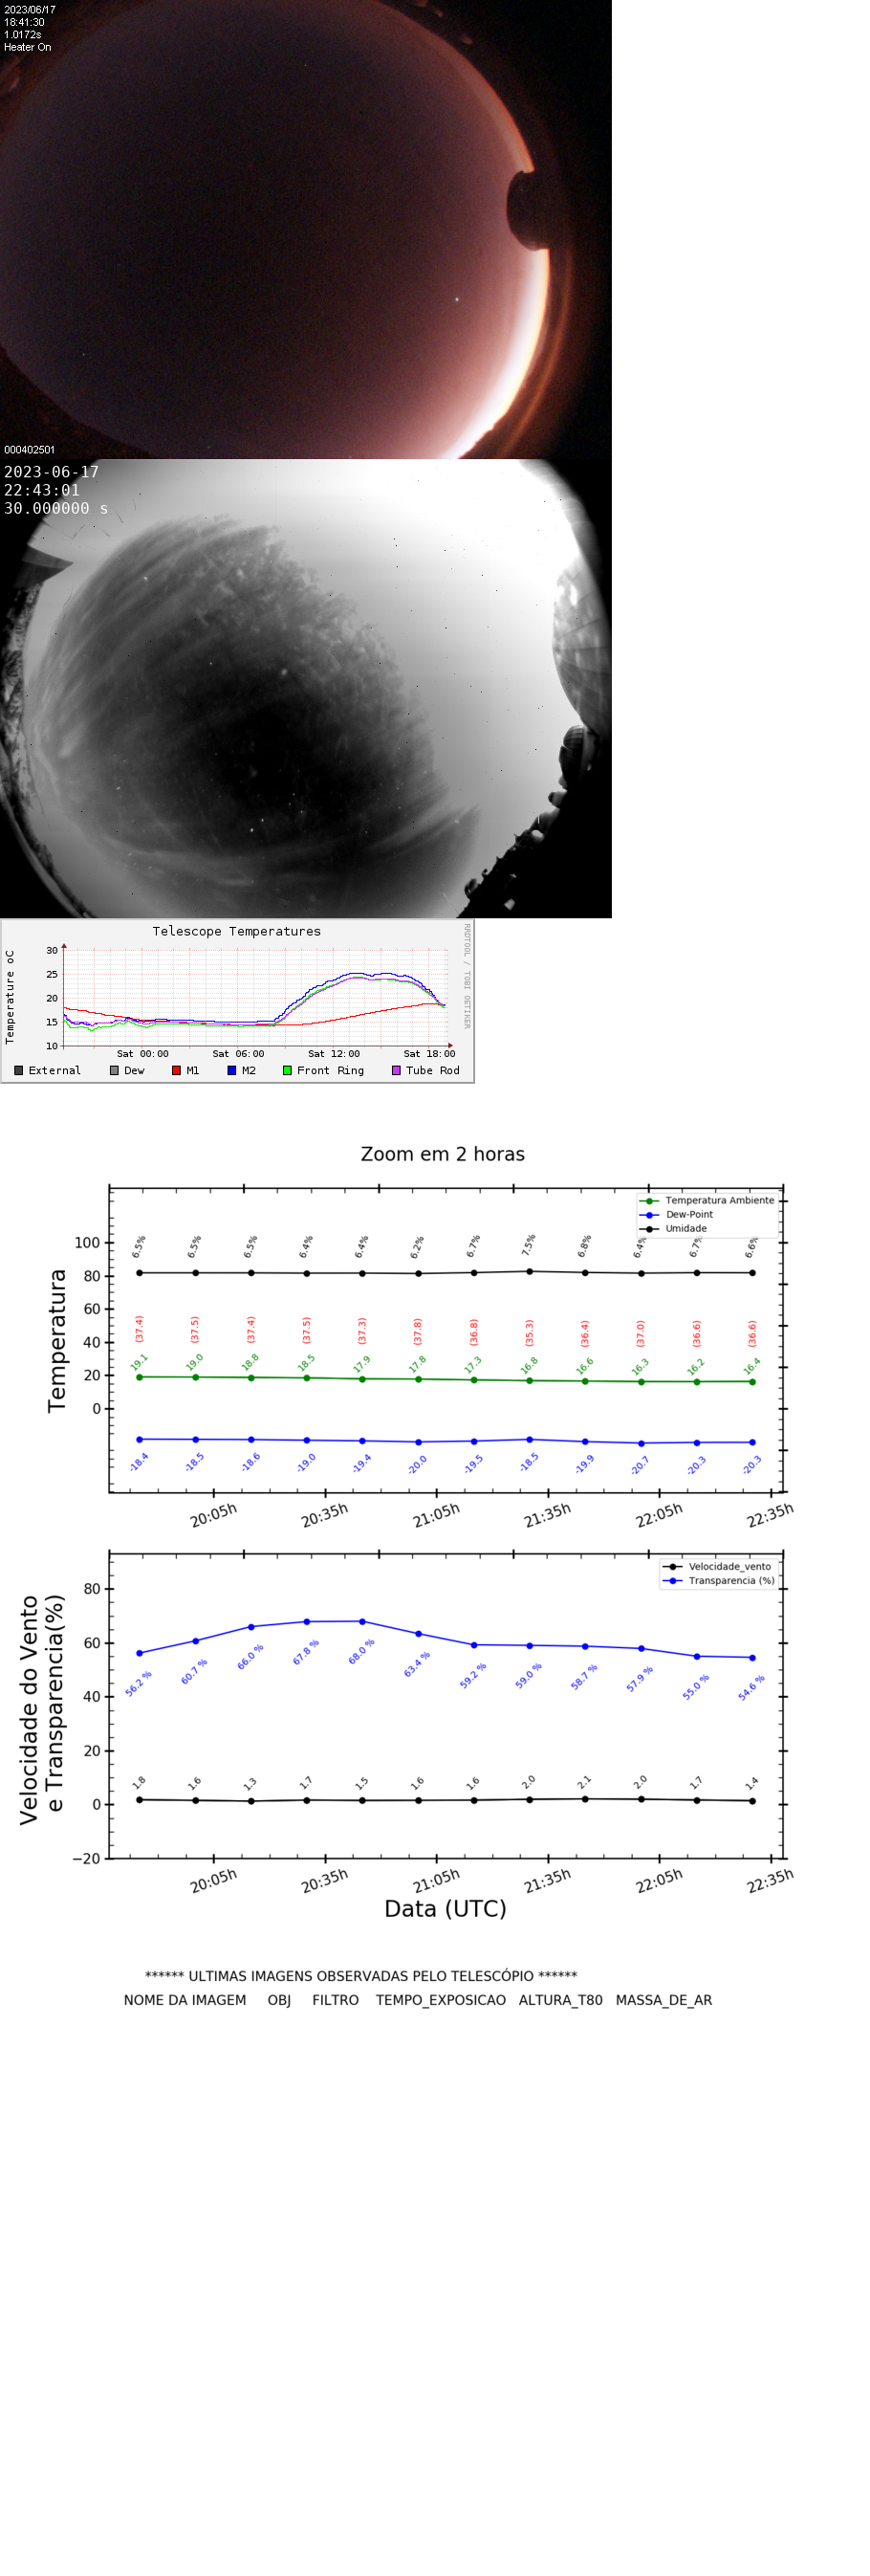 2023/06/17
18:41:30
1.0172s
Heater On
000402501
2023-06-17
22:43:01
30.000000 s
Telescope Temperatures
RRDTOOL / TOBI OETIKER
Temperature oC
30
25
20
15
10
Sat 00:00 Sat 06:00 Sat 12:00 Sat 18:00
External Dew M1 M2 Front Ring Tube Rod
Zoom em 2 horas
Temperatura Ambiente
Dew-Point
Umidade
Temperatura
100
80
60
40
20
0
6.5% 6.5% 6.5% 6.4% 6.4% 6.2% 6.7% 7.5% 6.8% 6.4% 6.7% 6.6%
(37.4) (37.5) (37.4) (37.5) (37.3) (37.8) (36.8) (35.3) (36.4) (37.0) (36.6) (36.6)
19.1 19.0 18.8 18.5 17.9 17.8 17.3 16.8 16.6 16.3 16.2 16.4
-18.4 -18.5 -18.6 -19.0 -19.4 -20.0 -19.5 -18.5 -19.9 -20.7 -20.3 -20.3
20:05h 20:35h 21:05h 21:35h 22:05h 22:35h
Velocidade_vento
Transparencia (%)
Velocidade do Vento
e Transparencia(%)
80
60
40
20
0
−20
56.2 % 60.7 % 66.0 % 67.8 % 68.0 % 63.4 % 59.2 % 59.0 % 58.7 % 57.9 % 55.0 % 54.6 %
1.8 1.6 1.3 1.7 1.5 1.6 1.6 2.0 2.1 2.0 1.7 1.4
20:05h 20:35h 21:05h 21:35h 22:05h 22:35h
Data (UTC)
****** ULTIMAS IMAGENS OBSERVADAS PELO TELESCÓPIO ******
NOME DA IMAGEM OBJ FILTRO TEMPO_EXPOSICAO ALTURA_T80 MASSA_DE_AR